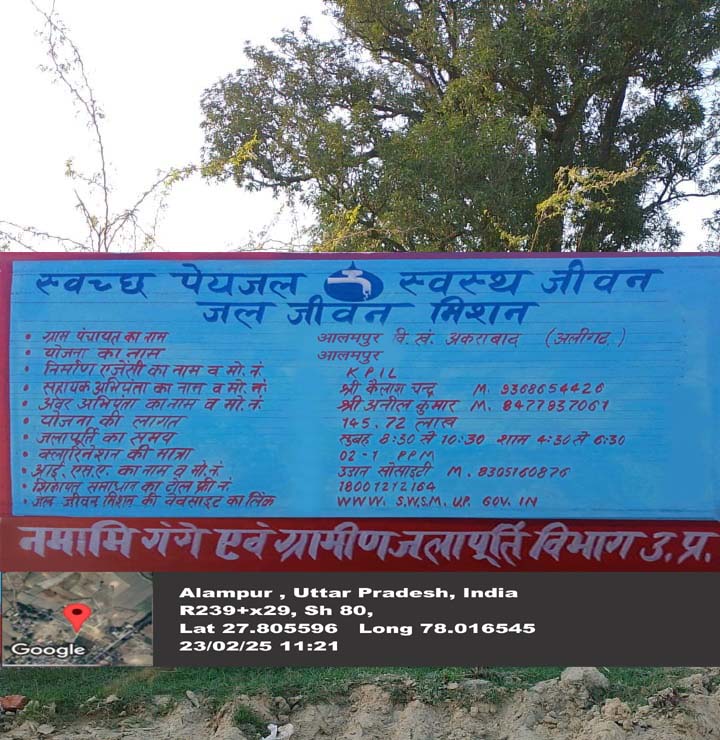 स्वच्छ पेयजल स्वस्थ जीवन
जल जीवन मिशन
• ग्राम पंचायत का नाम आलमपुर वि. खं. अकराबाद (अलीगढ.)
• योजना का नाम आलमपुर
• निर्माण एजेंसी का नाम व मो. नं. KPIL
• सहायक अभियंता का नाम व मो. नं. श्री कैलाश चन्द्र M. 9368654426
• अवर अभियंता का नाम व मो. नं. श्री अनील कुमार M. 8477937061
• योजना की लागत 145.72 लाख
• जलापूर्ति का समय सुबह 8:30 से 10:30 शाम 4:30 से 6:30
• क्लोरिनेशन की मात्रा 02-1 PPM
• आई. एस.ए. का नाम व मो. नं. उडान सोसाइटी M. 8395160876
• शिकायत समाधान का टोल फ्री नं 18001212164
• जल जीवन मिशन की वेबसाइट का लिंक WWW. S.W.S.M. UP. GOV. IN
नमामि गंगे एवं ग्रामीण जलापूर्ति विभाग उ.प्र.
Alampur , Uttar Pradesh, India
R239+x29, Sh 80,
Lat 27.805596 Long 78.016545
23/02/25 11:21
Google